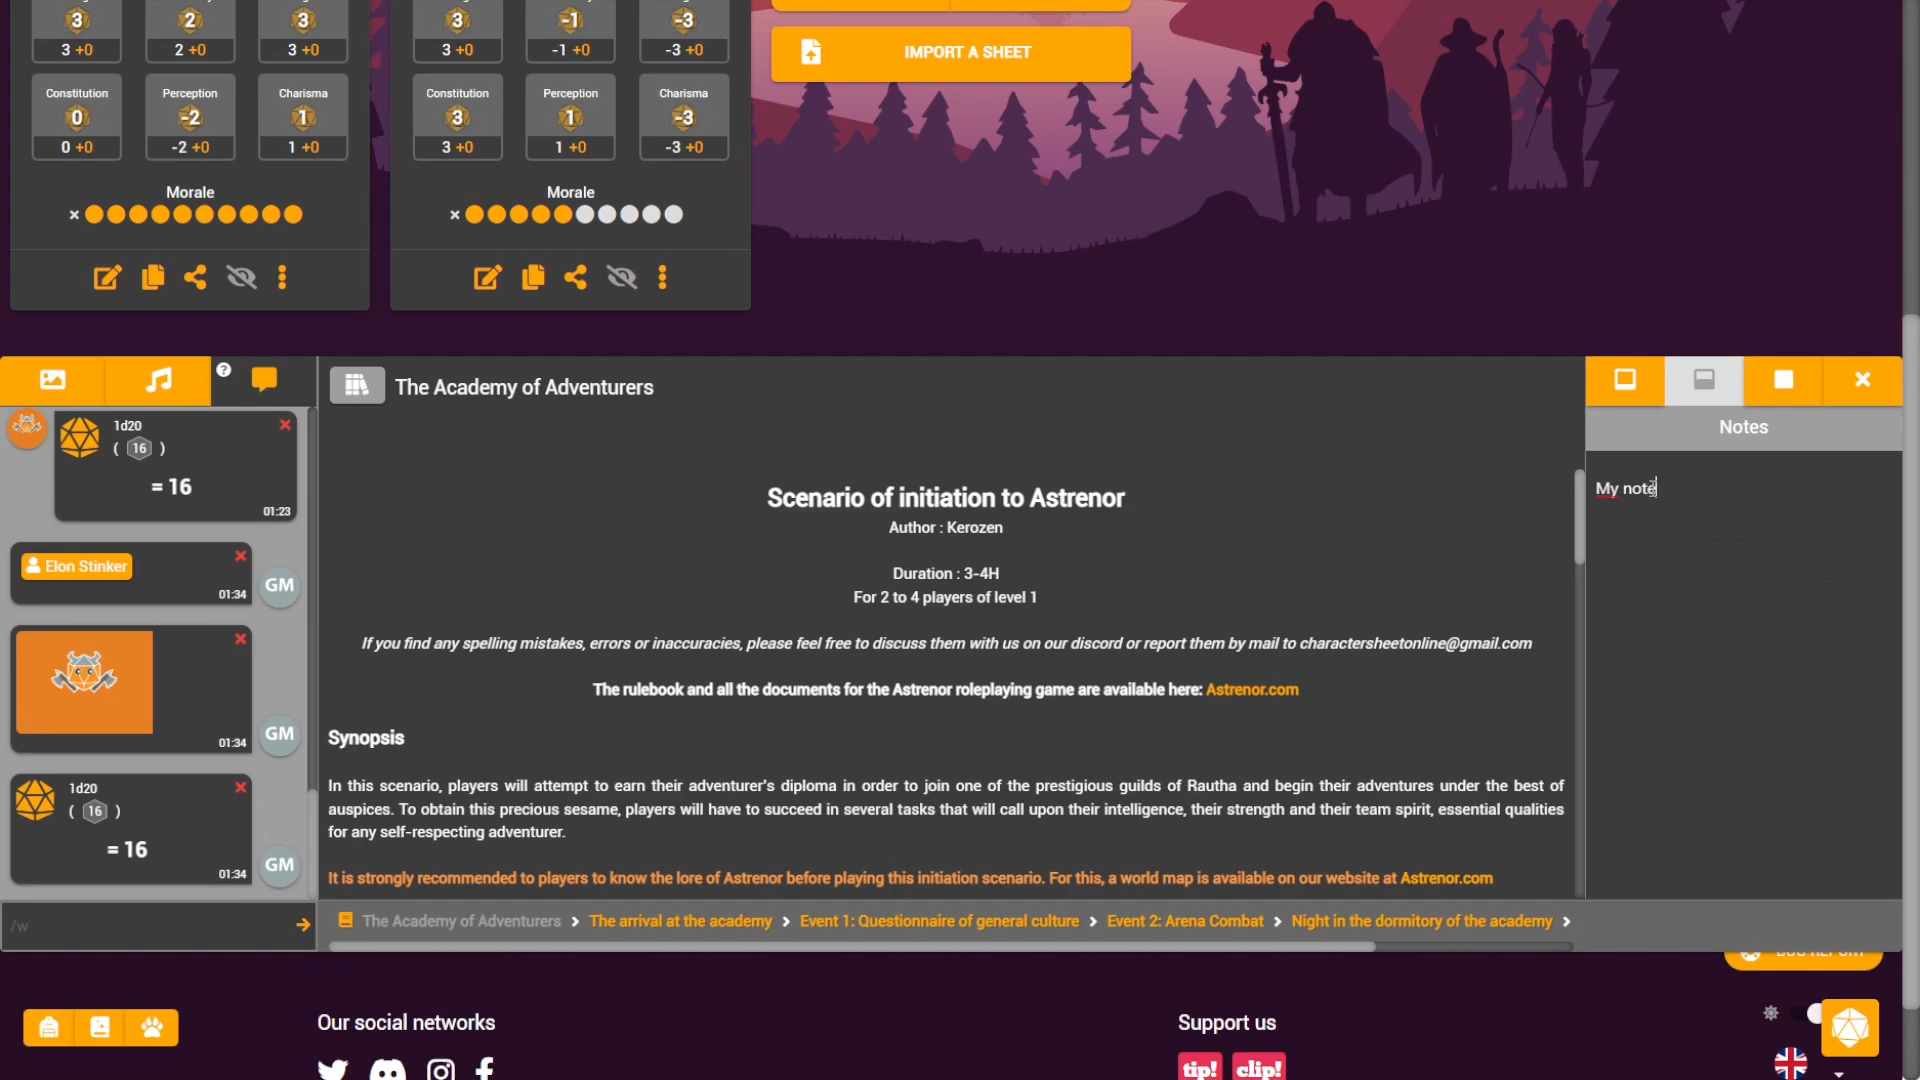 3
3 +0
2
2 +0
3
3 +0
Constitution
0
0 +0
Perception
-2
-2 +0
Charisma
1
1 +0
Morale
3
3 +0
-1
-1 +0
-3
-3 +0
Constitution
3
3 +0
Perception
1
1 +0
Charisma
-3
-3 +0
Morale
IMPORT A SHEET
?
1d20
( 16 )
= 16
01:23
Elon Stinker
01:34
GM
01:34
GM
1d20
( 16 )
= 16
01:34
GM
/w
The Academy of Adventurers
Scenario of initiation to Astrenor
Author : Kerozen
Duration : 3-4H
For 2 to 4 players of level 1
If you find any spelling mistakes, errors or inaccuracies, please feel free to discuss them with us on our discord or report them by mail to charactersheetonline@gmail.com
The rulebook and all the documents for the Astrenor roleplaying game are available here: Astrenor.com
Synopsis
In this scenario, players will attempt to earn their adventurer's diploma in order to join one of the prestigious guilds of Rautha and begin their adventures under the best of
auspices. To obtain this precious sesame, players will have to succeed in several tasks that will call upon their intelligence, their strength and their team spirit, essential qualities
for any self-respecting adventurer.
It is strongly recommended to players to know the lore of Astrenor before playing this initiation scenario. For this, a world map is available on our website at Astrenor.com
The Academy of Adventurers > The arrival at the academy > Event 1: Questionnaire of general culture > Event 2: Arena Combat > Night in the dormitory of the academy >
Notes
My note
BUG REPORT
Our social networks
Support us
tip! clip!